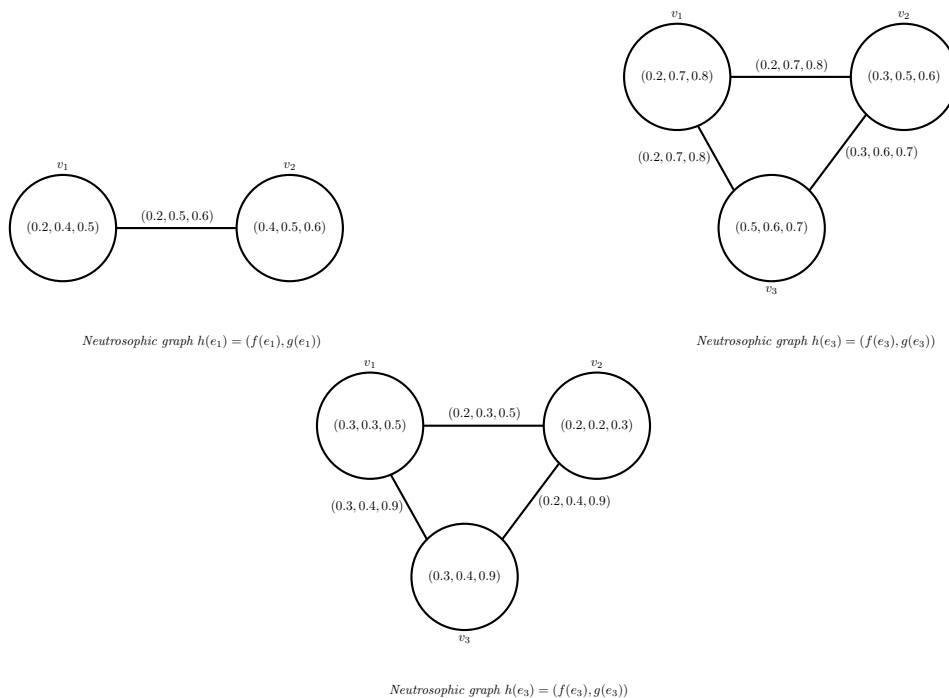 v₁
v₂
(0.2, 0.4, 0.5)
(0.2, 0.5, 0.6)
(0.4, 0.5, 0.6)
Neutrosophic graph h(e₁) = (f(e₁), g(e₁))
v₁
v₂
(0.2, 0.7, 0.8)
(0.2, 0.7, 0.8)
(0.3, 0.5, 0.6)
(0.2, 0.7, 0.8)
(0.3, 0.6, 0.7)
(0.5, 0.6, 0.7)
v₃
Neutrosophic graph h(e₃) = (f(e₃), g(e₃))
v₁
v₂
(0.3, 0.3, 0.5)
(0.2, 0.3, 0.5)
(0.2, 0.2, 0.3)
(0.3, 0.4, 0.9)
(0.2, 0.4, 0.9)
(0.3, 0.4, 0.9)
v₃
Neutrosophic graph h(e₃) = (f(e₃), g(e₃))